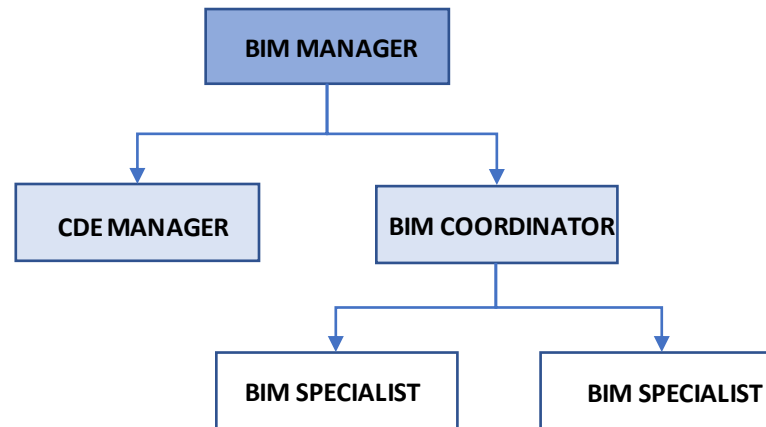 BIM MANAGER
CDE MANAGER
BIM COORDINATOR
BIM SPECIALIST
BIM SPECIALIST